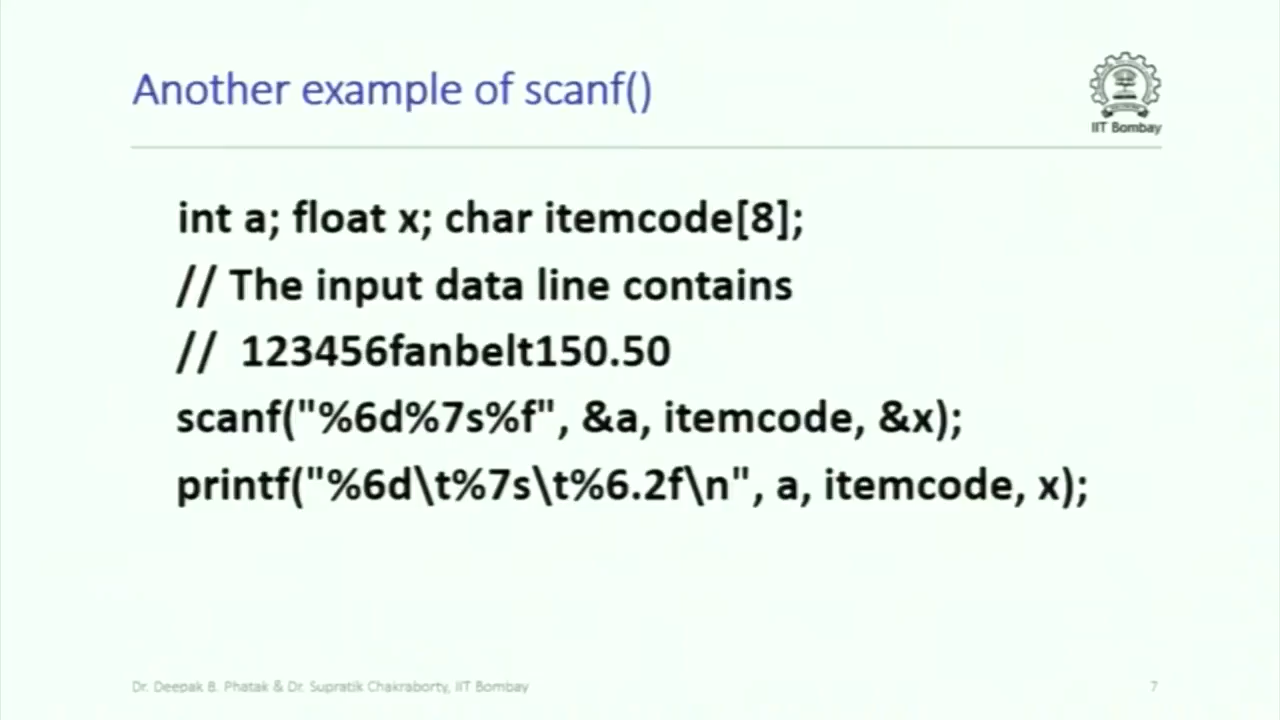 Another example of scanf()
IIT Bombay
int a; float x; char itemcode[8];
// The input data line contains
// 123456fanbelt150.50
scanf("%6d%7s%f", &a, itemcode, &x);
printf("%6d\t%7s\t%6.2f\n", a, itemcode, x);
Dr. Deepak B. Phatak & Dr. Supratik Chakraborty, IIT Bombay
7